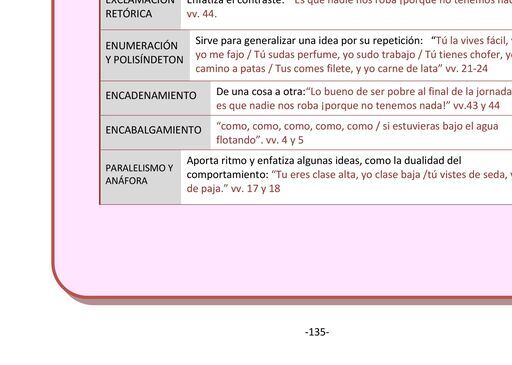 EXCLAMACIÓN
RETÓRICA
Enfatiza el contraste: "Es que nadie nos roba ¡porque no tenemos
vv. 44.
ENUMERACIÓN
Y POLISÍNDETON
Sirve para generalizar una idea por su repetición: "Tú la vives fácil,
yo me fajo / Tú sudas perfume, yo sudo trabajo / Tú tienes chofer,
camino a patas / Tus comes filete, y yo carne de lata" vv. 21-24
ENCADENAMIENTO
De una cosa a otra:"Lo bueno de ser pobre al final de la jornada
es que nadie nos roba ¡porque no tenemos nada!" vv.43 y 44
ENCABALGAMIENTO
"como, como, como, como, como / si estuvieras bajo el agua
flotando". vv. 4 y 5
PARALELISMO Y
ANÁFORA
Aporta ritmo y enfatiza algunas ideas, como la dualidad del
comportamiento: "Tu eres clase alta, yo clase baja /tú vistes de seda,
de paja." vv. 17 y 18
-135-